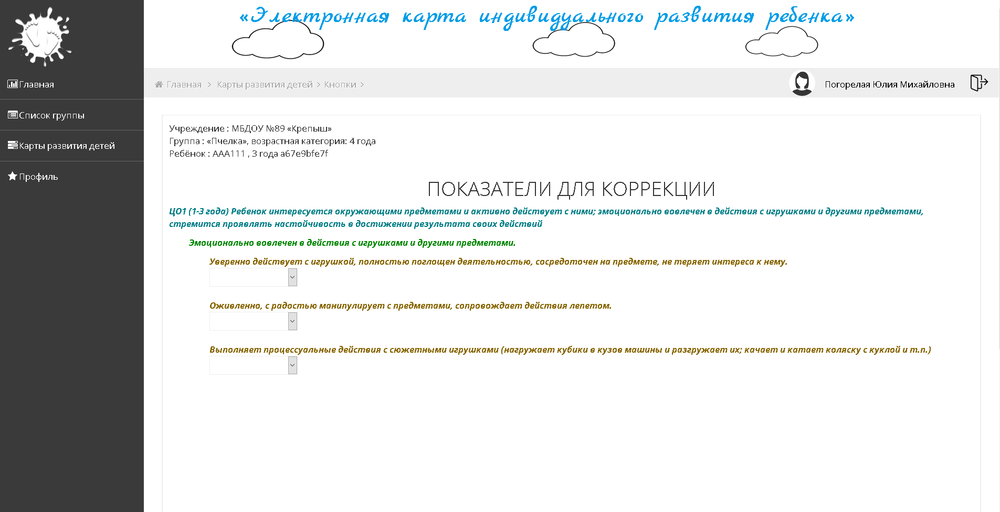 «Электронная карта индивидуального развития ребенка»
Главная
Список группы
Карты развития детей
Профиль
Главная > Карты развития детей > Кнопки >
Погорелая Юлия Михайловна
Учреждение : МБДОУ №89 «Крепыш»
Группа : «Пчелка», возрастная категория: 4 года
Ребёнок : ААА111 , 3 года a67e9bfe7f
ПОКАЗАТЕЛИ ДЛЯ КОРРЕКЦИИ
ЦО1 (1-3 года) Ребенок интересуется окружающими предметами и активно действует с ними; эмоционально вовлечен в действия с игрушками и другими предметами,
стремится проявлять настойчивость в достижении результата своих действий
Эмоционально вовлечен в действия с игрушками и другими предметами.
Уверенно действует с игрушкой, полностью поглощен деятельностью, сосредоточен на предмете, не теряет интереса к нему.
Оживленно, с радостью манипулирует с предметами, сопровождает действия лепетом.
Выполняет процессуальные действия с сюжетными игрушками (нагружает кубики в кузов машины и разгружает их; качает и катает коляску с куклой и т.п.)